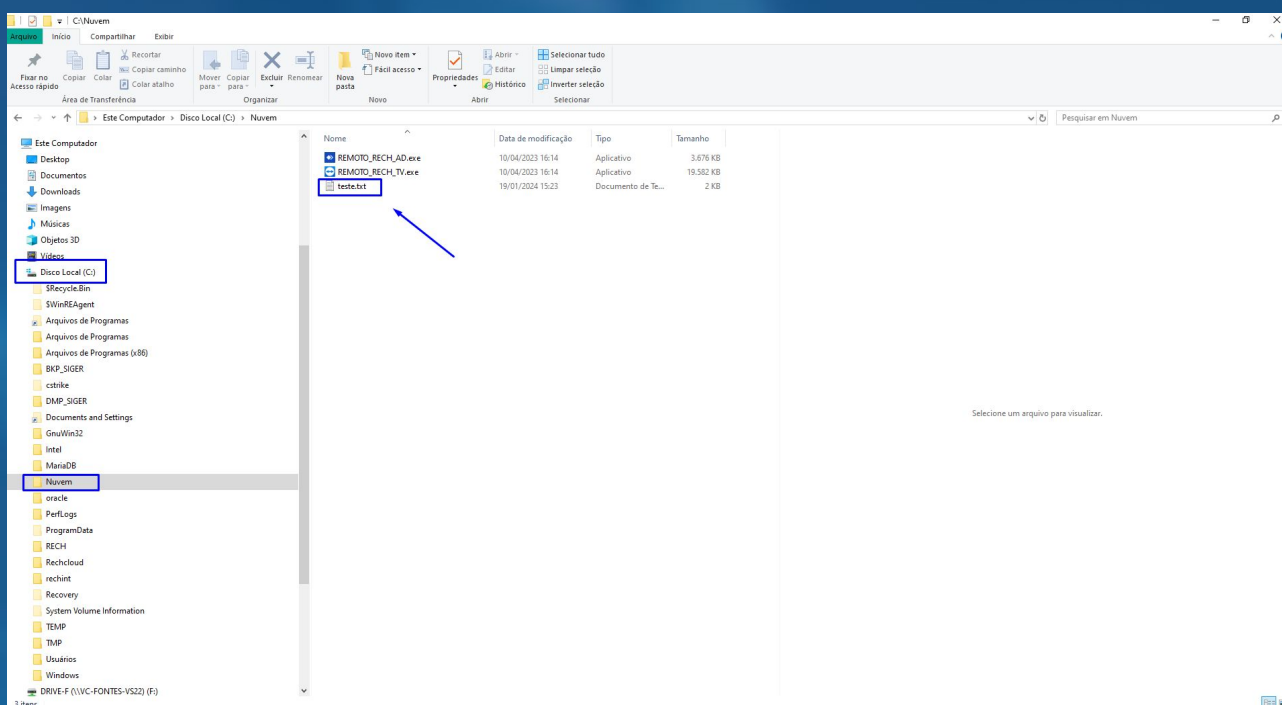 C:\Nuvem
Arquivo Início Compartilhar Exibir
Fixar no Acesso rápido
Copiar
Colar
Recortar
Copiar caminho
Colar atalho
Mover para
Copiar para
Excluir
Renomear
Nova pasta
Novo item
Fácil acesso
Propriedades
Abrir
Editar
Histórico
Selecionar tudo
Limpar seleção
Inverter seleção
Área de Transferência Organizar Novo Abrir Selecionar
Este Computador > Disco Local (C:) > Nuvem
Pesquisar em Nuvem
Este Computador
Desktop
Documentos
Downloads
Imagens
Músicas
Objetos 3D
Vídeos
Disco Local (C:)
$Recycle.Bin
$WinREAgent
Arquivos de Programas
Arquivos de Programas
Arquivos de Programas (x86)
BKP_SIGER
cstrike
DMP_SIGER
Documents and Settings
GnuWin32
Intel
MariaDB
Nuvem
oracle
PerfLogs
ProgramData
RECH
Rechcloud
rechint
Recovery
System Volume Information
TEMP
TMP
Usuários
Windows
DRIVE-F (\\VC-FONTES-VS22) (F:)
3 itens
Nome Data de modificação Tipo Tamanho
REMOTO_RECH_AD.exe 10/04/2023 16:14 Aplicativo 3.676 KB
REMOTO_RECH_TV.exe 10/04/2023 16:14 Aplicativo 19.582 KB
teste.txt 19/01/2024 15:23 Documento de Te... 2 KB
Selecione um arquivo para visualizar.